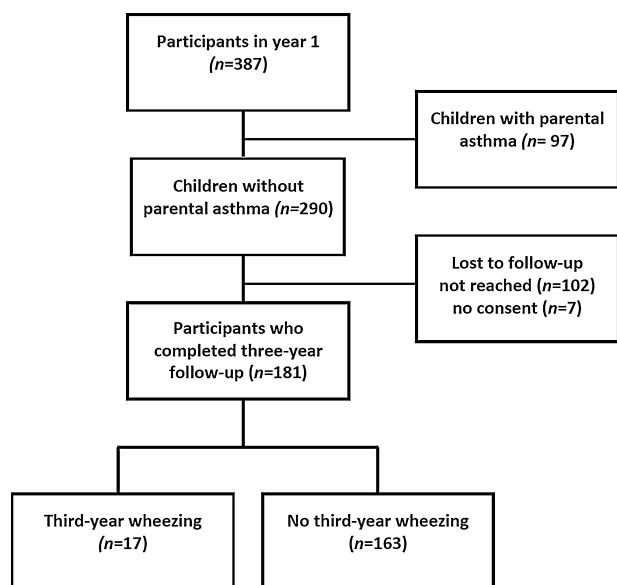 Participants in year 1
(n=387)
Children with parental
asthma (n= 97)
Children without
parental asthma (n=290)
Lost to follow-up
not reached (n=102)
no consent (n=7)
Participants who
completed three-year
follow-up (n=181)
Third-year wheezing
(n=17)
No third-year wheezing
(n=163)